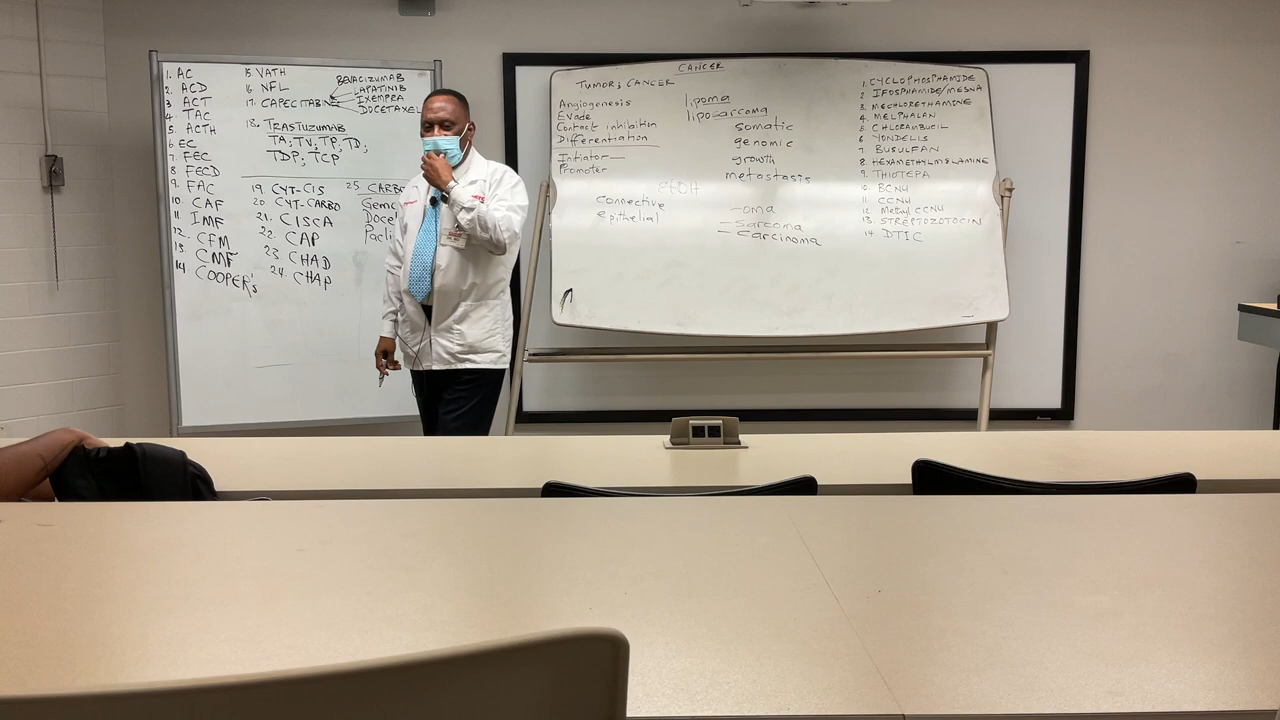 1. AC
2. ACD
3 ACT
4 TAC
5. ACTH
6 EC
7. FEC
8 FECD
9. FAC
10. CAF
11. IMF
12. CFM
13. CMF
14 COOPER's
15. VATH
16. NFL
17. CAPECITABINE
BEVACIZUMAB
LAPATINIB
IXEMPRA
DOCETAXEL
18. TRASTUZUMAB
TA; TV; TP, TD;
TDP, TCP
19. CYT-CIS
20. CYT-CARBO
21. CISCA
22. CAP
23. CHAD
24. CHAP
25. CARBO
CANCER
TUMOR; CANCER
Angiogenesis
Evade
Contact inhibition
Differentiation
Initiator
Promoter
ETOH
connective
epithelial
lipoma
liposarcoma
somatic
genomic
growth
metastasis
-oma
-sarcoma
-carcinoma
1. CYCLOPHOSPHAMIDE
2 IFOSPHAMIDE/MESNA
3. MECHLORETHAMINE
4. MELPHALAN
5. CHLORAMBUCIL
6 YONDELIS
7 BUSULFAN
8. HEXAMETHYLMELAMINE
9. THIOTEPA
10. BCNU
11. CCNU
12 Methyl CCNU
13 STREPTOZOTOCIN
14 DTIC